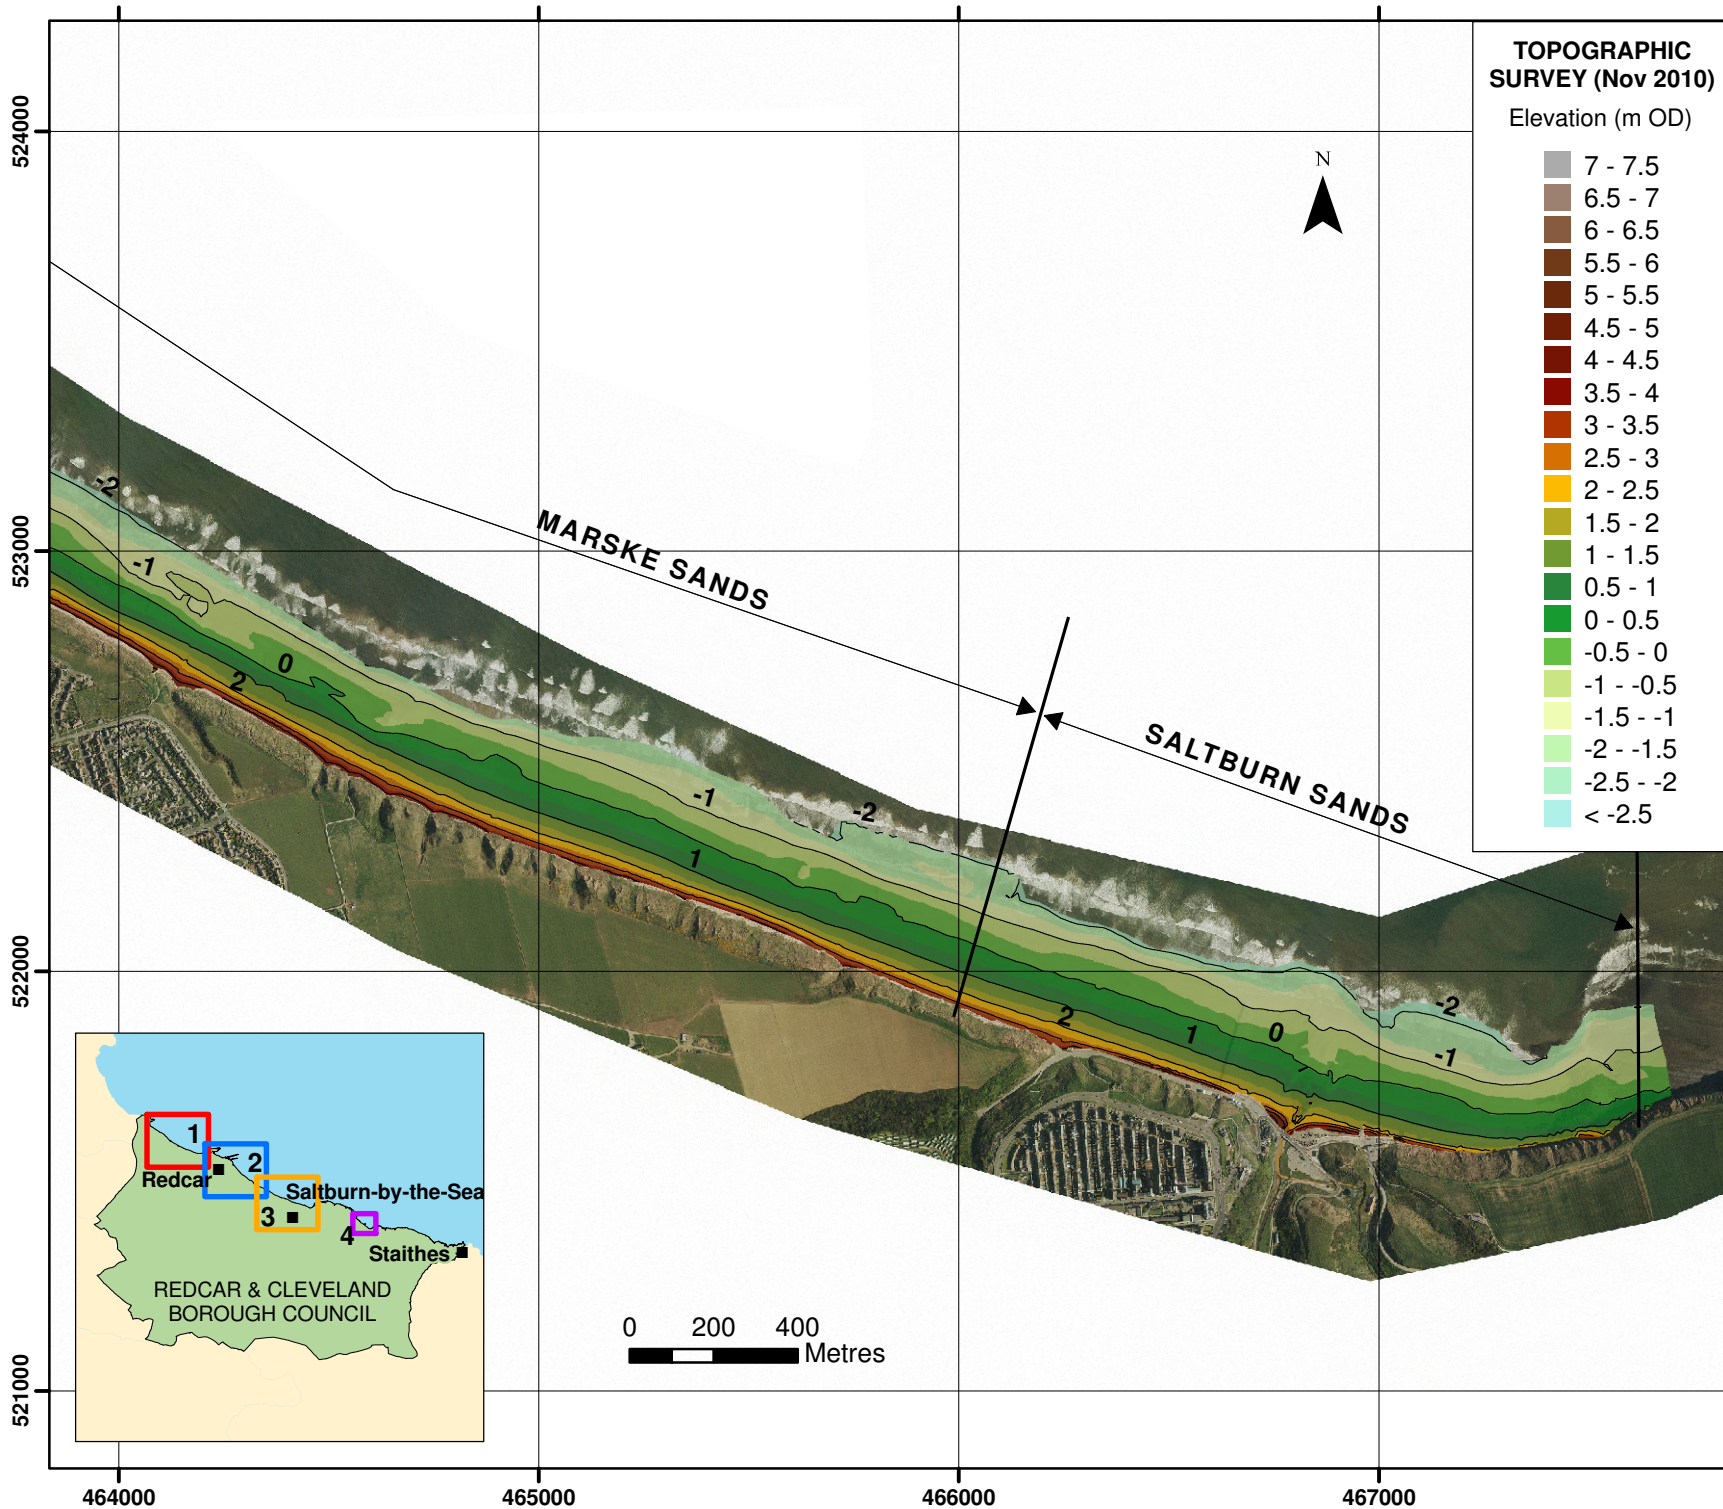 TOPOGRAPHIC
SURVEY (Nov 2010)
Elevation (m OD)
7 - 7.5
6.5 - 7
6 - 6.5
5.5 - 6
5 - 5.5
4.5 - 5
4 - 4.5
3.5 - 4
3 - 3.5
2.5 - 3
2 - 2.5
1.5 - 2
1 - 1.5
0.5 - 1
0 - 0.5
-0.5 - 0
-1 - -0.5
-1.5 - -1
-2 - -1.5
-2.5 - -2
< -2.5
N
524000
523000
522000
521000
MARSKE SANDS
SALTBURN SANDS
-2
-1
0
2
-1
-2
1
2
1
0
-2
-1
1
2
Redcar
Saltburn-by-the-Sea
3
4
Staithes
REDCAR & CLEVELAND
BOROUGH COUNCIL
0 200 400
Metres
464000 465000 466000 467000